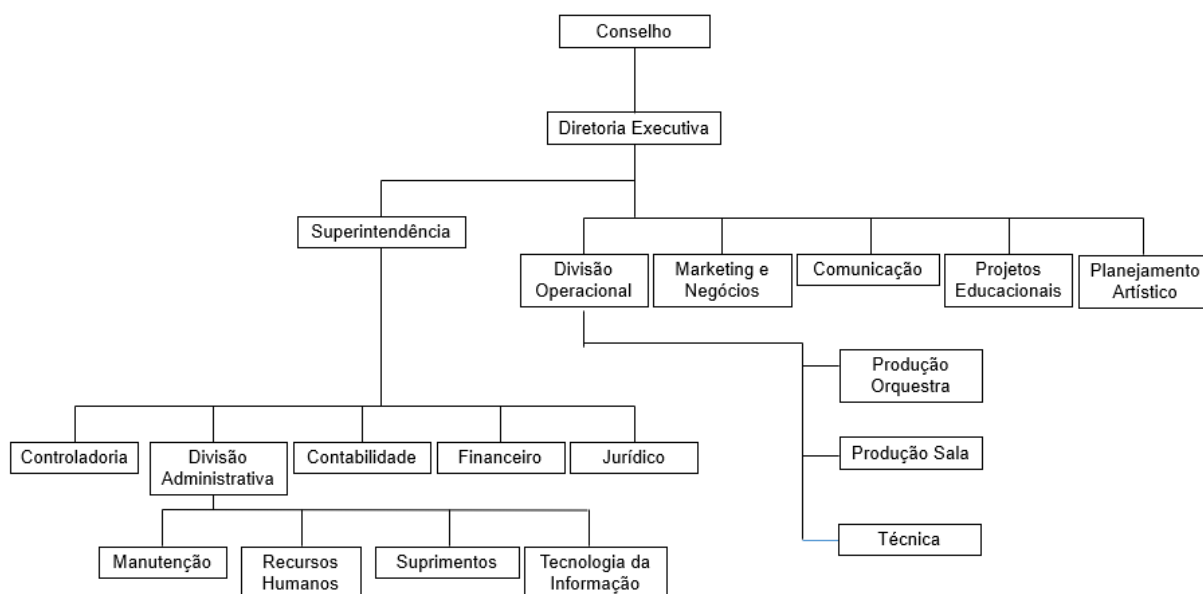 Conselho
Diretoria Executiva
Superintendência
Divisão
Operacional
Marketing e
Negócios
Comunicação
Projetos
Educacionais
Planejamento
Artístico
Produção
Orquestra
Produção Sala
Técnica
Controladoria
Divisão
Administrativa
Contabilidade
Financeiro
Jurídico
Manutenção
Recursos
Humanos
Suprimentos
Tecnologia da
Informação